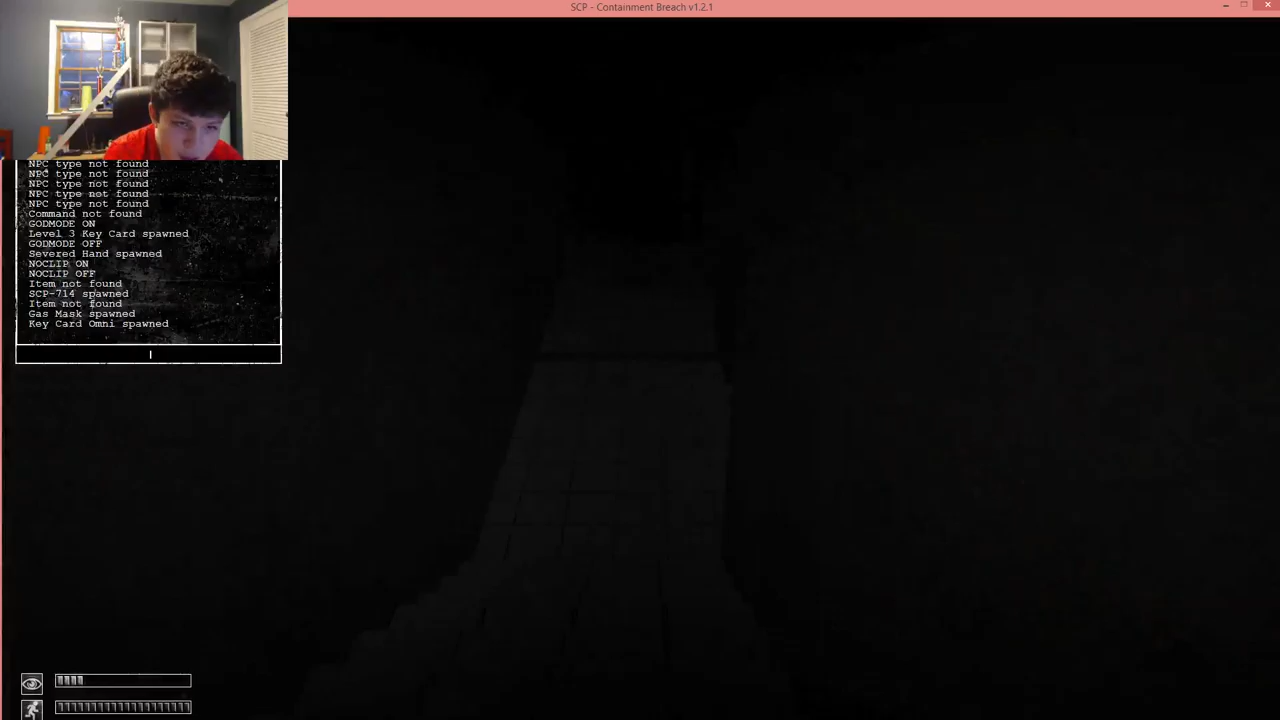 SCP - Containment Breach v1.2.1
NPC type not found
NPC type not found
NPC type not found
NPC type not found
NPC type not found
Command not found
GODMODE ON
Level 3 Key Card spawned
GODMODE OFF
Severed Hand spawned
NOCLIP ON
NOCLIP OFF
Item not found
SCP-714 spawned
Item not found
Gas Mask spawned
Key Card Omni spawned